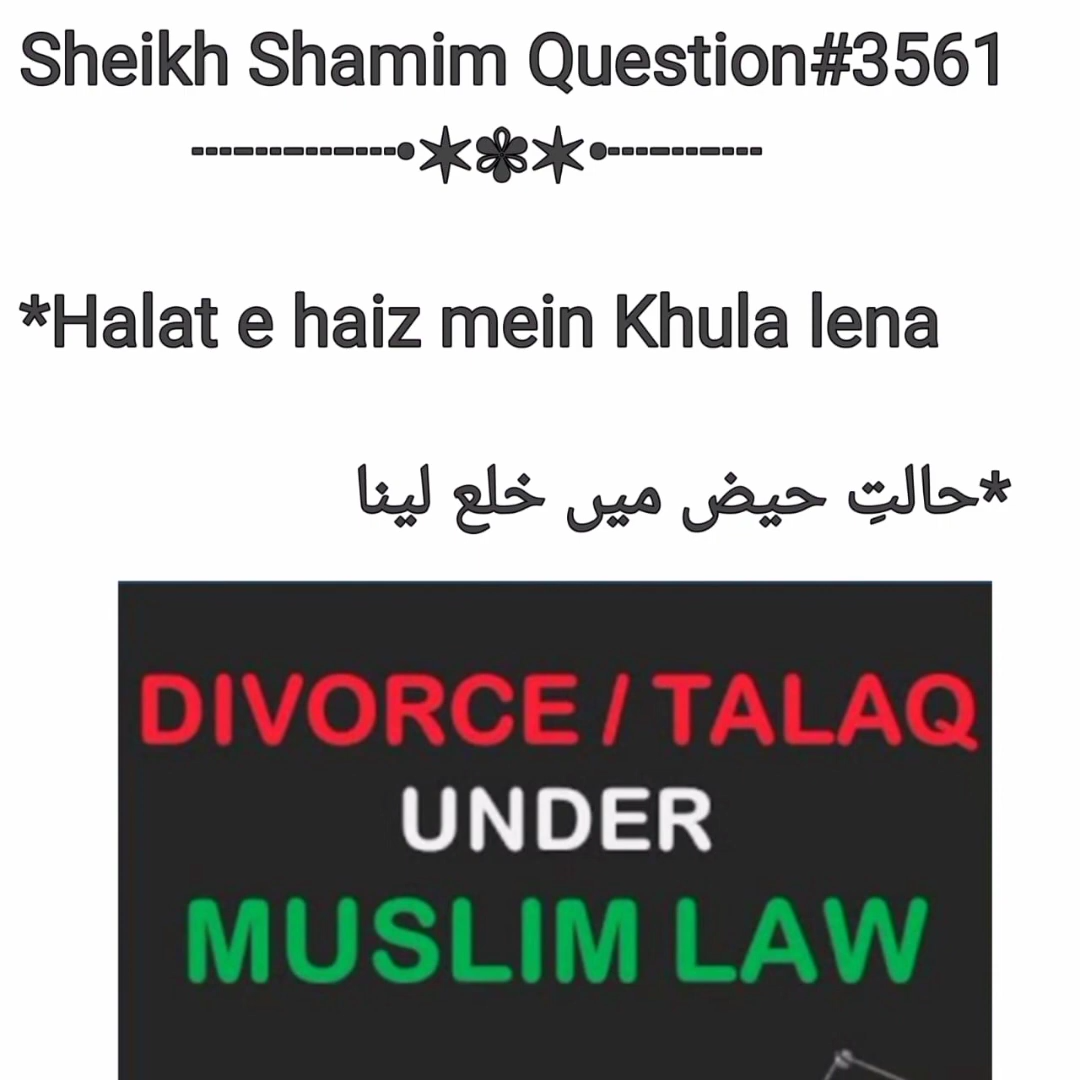 Sheikh Shamim Question#3561
┄┄┄┄┄┄┄•✶✾✶•┄┄┄┄┄┄
*Halat e haiz mein Khula lena
*حالتِ حیض میں خلع لینا
DIVORCE / TALAQ
UNDER
MUSLIM LAW